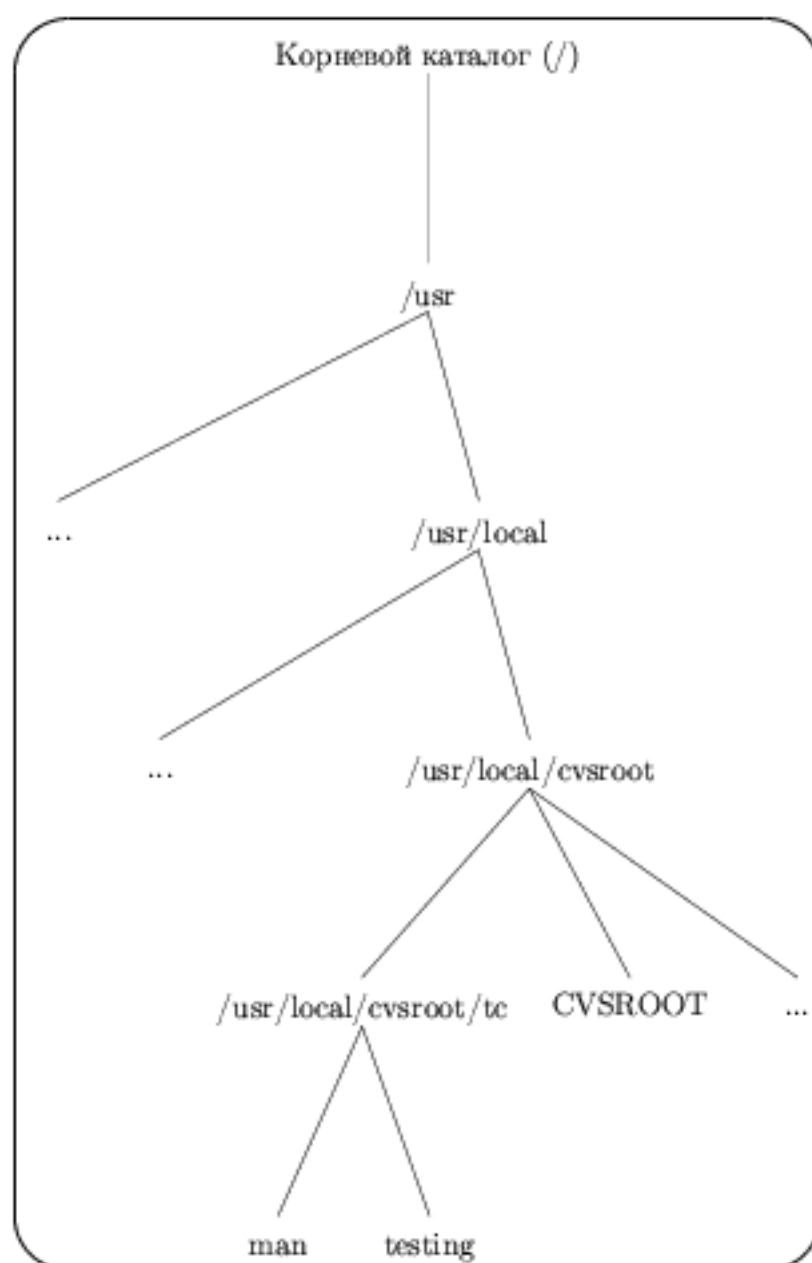 Корневой каталог (/)
/usr
...
/usr/local
...
/usr/local/cvsroot
/usr/local/cvsroot/tc
CVSROOT
...
man
testing